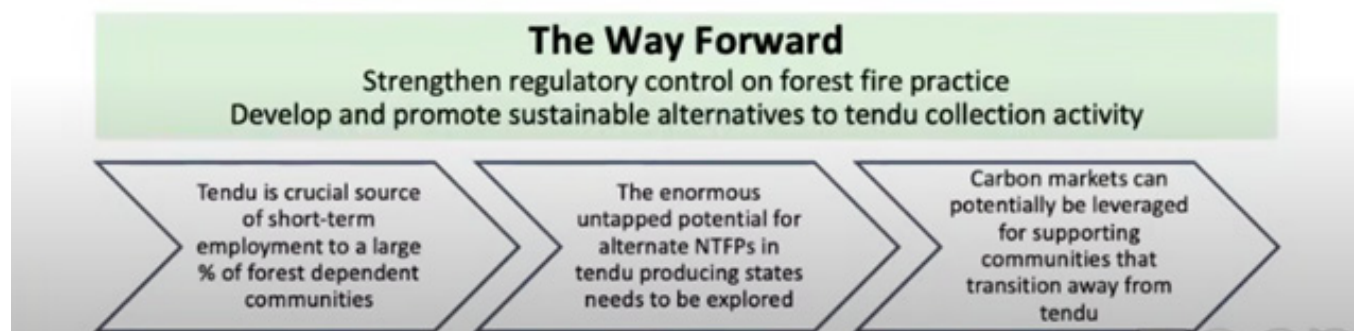 The Way Forward
Strengthen regulatory control on forest fire practice
Develop and promote sustainable alternatives to tendu collection activity
Tendu is crucial source
of short-term
employment to a large
% of forest dependent
communities
The enormous
untapped potential for
alternate NTFPs in
tendu producing states
needs to be explored
Carbon markets can
potentially be leveraged
for supporting
communities that
transition away from
tendu